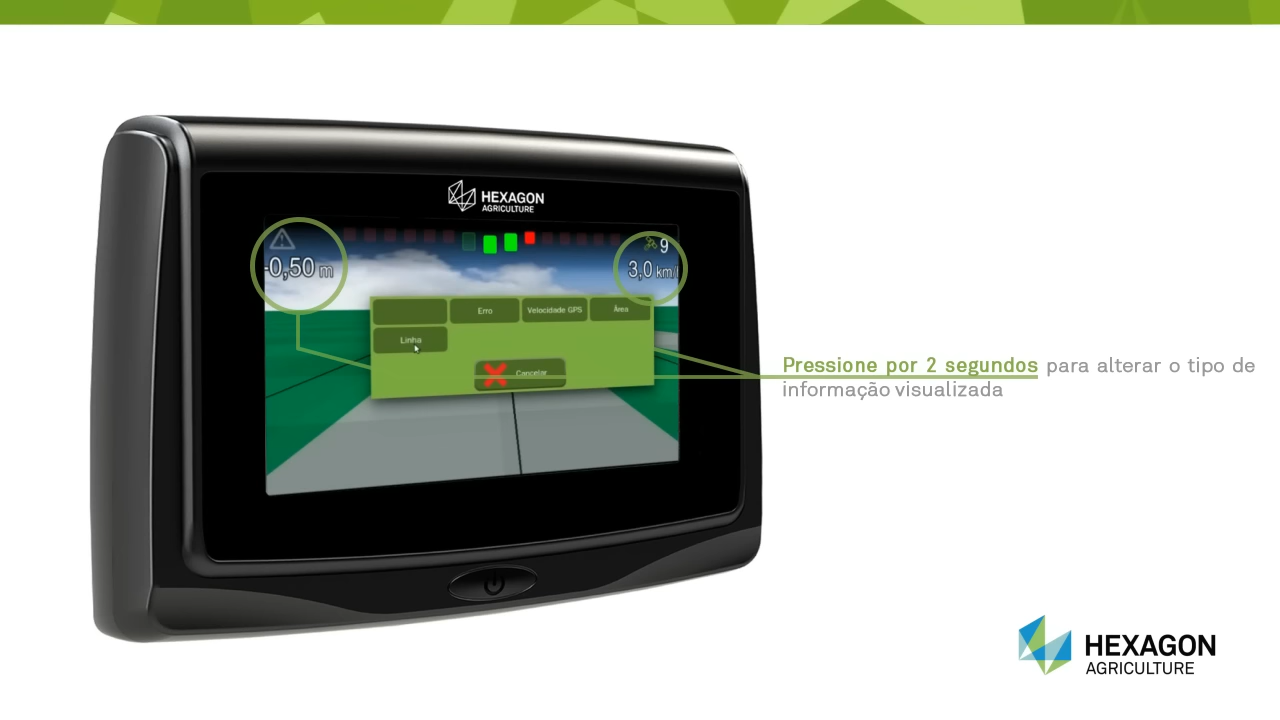 HEXAGON
AGRICULTURE
-0,50 m
9
3,0 km/
Erro
Velocidade GPS
Área
Linha
Cancelar
Pressione por 2 segundos para alterar o tipo de
informação visualizada
HEXAGON
AGRICULTURE